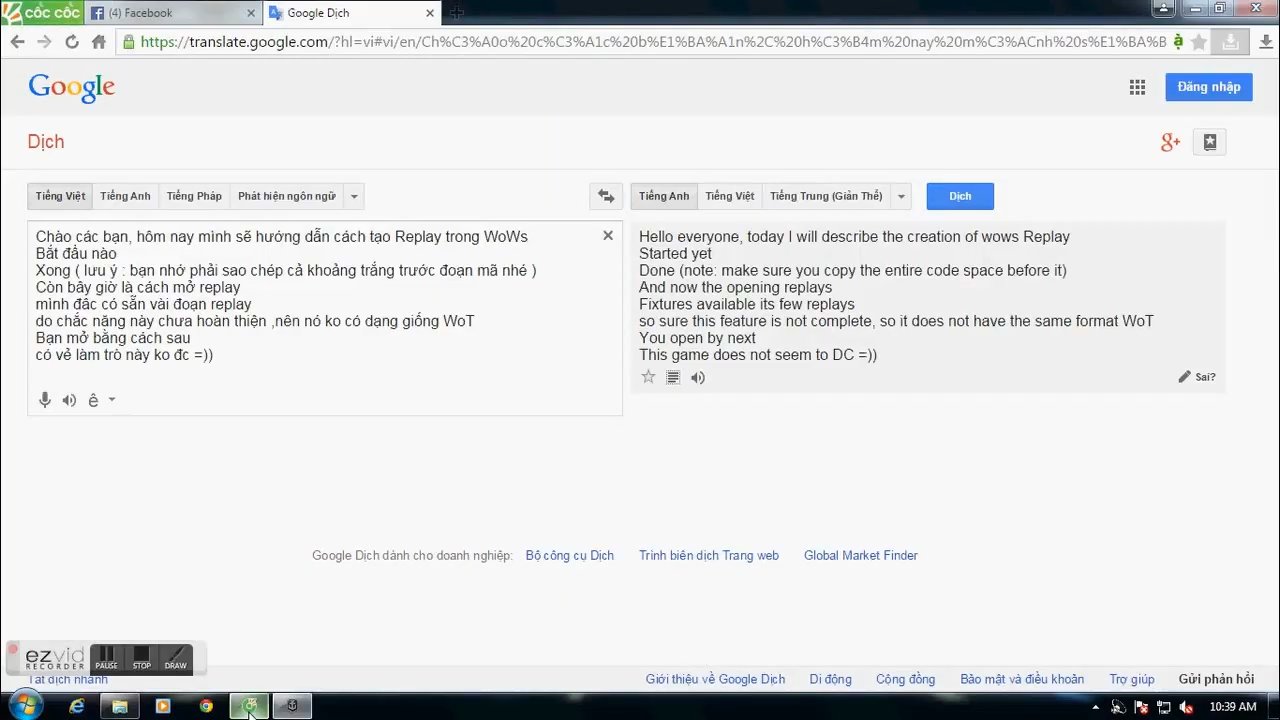 cốc cốc
(4) Facebook
Google Dịch
https://translate.google.com/?hl=vi#vi/en/Ch%C3%A0o%20c%C3%A1c%20b%E1%BA%A1n%2C%20h%C3%B4m%20nay%20m%C3%ACnh%20s%E1%BA%B
Google
Đăng nhập
Dịch
g+
Tiếng Việt Tiếng Anh Tiếng Pháp Phát hiện ngôn ngữ
Tiếng Anh Tiếng Việt Tiếng Trung (Giản Thể) Dịch
Chào các bạn, hôm nay mình sẽ hướng dẫn cách tạo Replay trong WoWs
Bắt đầu nào
Xong ( lưu ý : bạn nhớ phải sao chép cả khoảng trắng trước đoạn mã nhé )
Còn bây giờ là cách mở replay
mình đâc có sẵn vài đoạn replay
do chắc năng này chưa hoàn thiện ,nên nó ko có dạng giống WoT
Bạn mở bằng cách sau
có vẻ làm trò này ko đc =))
ê
Hello everyone, today I will describe the creation of wows Replay
Started yet
Done (note: make sure you copy the entire code space before it)
And now the opening replays
Fixtures available its few replays
so sure this feature is not complete, so it does not have the same format WoT
You open by next
This game does not seem to DC =))
Sai?
Google Dịch dành cho doanh nghiệp: Bộ công cụ Dịch Trình biên dịch Trang web Global Market Finder
ezvid
RECORDER
PAUSE STOP DRAW
Tắt dịch nhanh
Giới thiệu về Google Dịch Di động Cộng đồng Bảo mật và điều khoản Trợ giúp Gửi phản hồi
10:39 AM